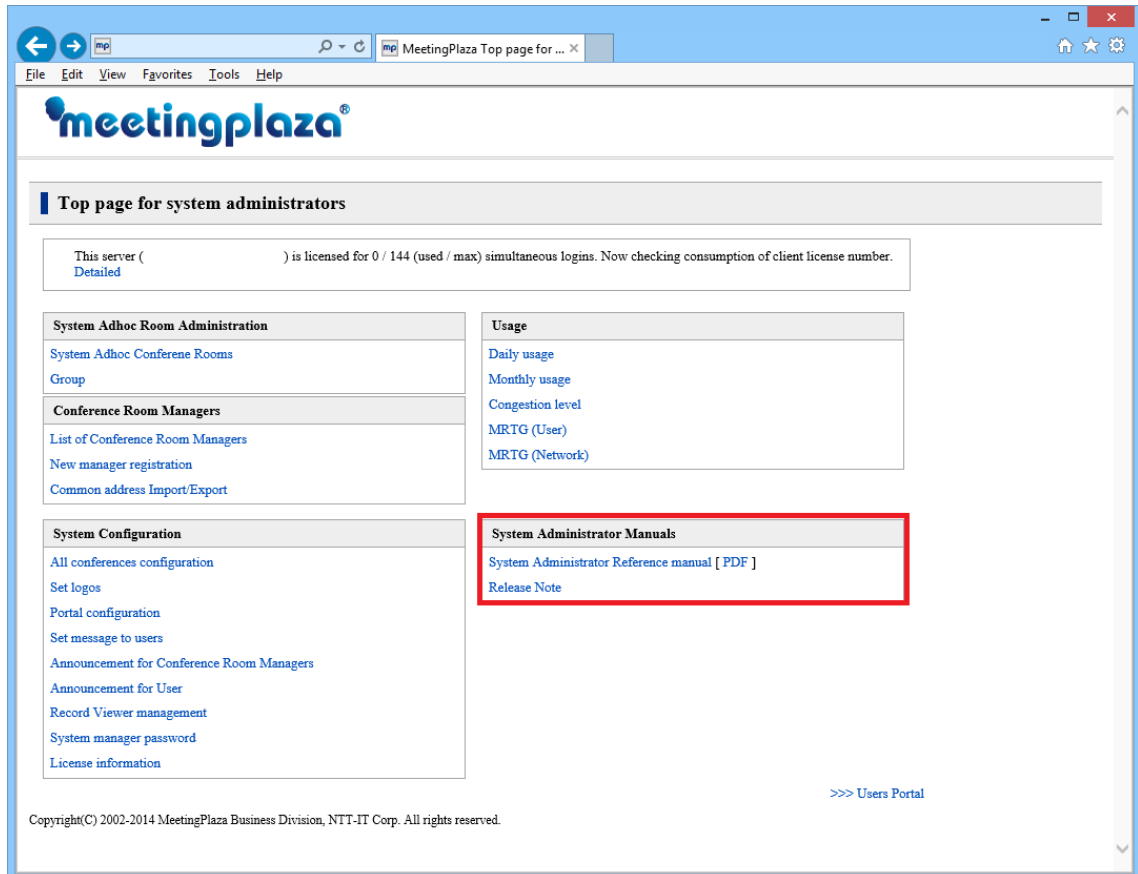 mp
mp MeetingPlaza Top page for ... ×
File Edit View Favorites Tools Help
meetingplaza®
Top page for system administrators
This server ( ) is licensed for 0 / 144 (used / max) simultaneous logins. Now checking consumption of client license number.
Detailed
System Adhoc Room Administration
System Adhoc Conferene Rooms
Group
Conference Room Managers
List of Conference Room Managers
New manager registration
Common address Import/Export
Usage
Daily usage
Monthly usage
Congestion level
MRTG (User)
MRTG (Network)
System Configuration
All conferences configuration
Set logos
Portal configuration
Set message to users
Announcement for Conference Room Managers
Announcement for User
Record Viewer management
System manager password
License information
System Administrator Manuals
System Administrator Reference manual [ PDF ]
Release Note
>>> Users Portal
Copyright(C) 2002-2014 MeetingPlaza Business Division, NTT-IT Corp. All rights reserved.